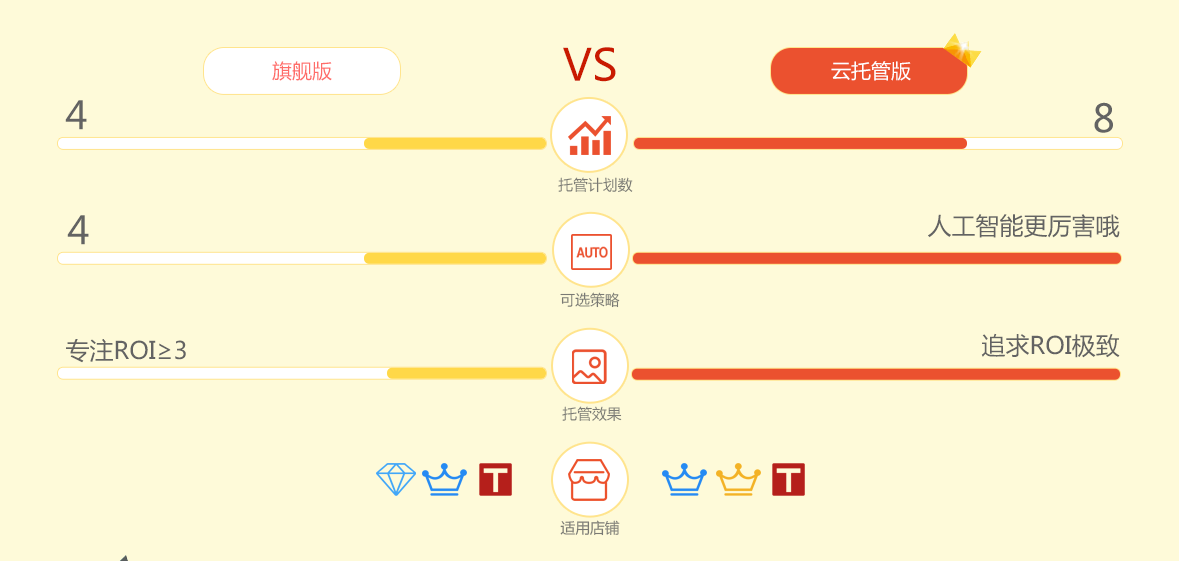 旗舰版
VS
云托管版
4
8
托管计划数
4
AUTO
人工智能更厉害哦
可选策略
专注ROI≥3
追求ROI极致
托管效果
T
T
适用店铺